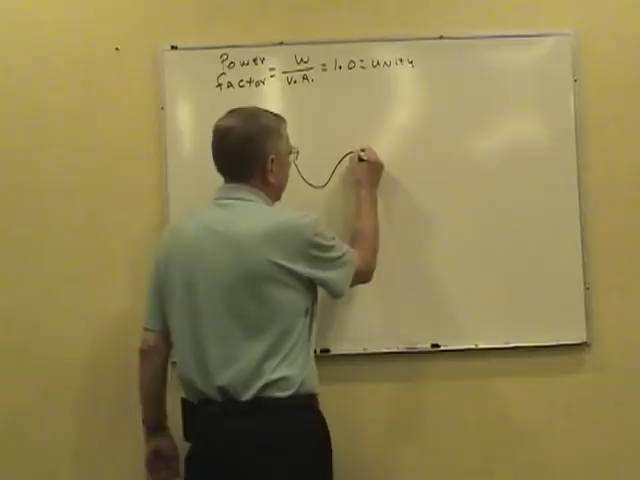 Power = W = 1.0 = UNity
factor V.A.